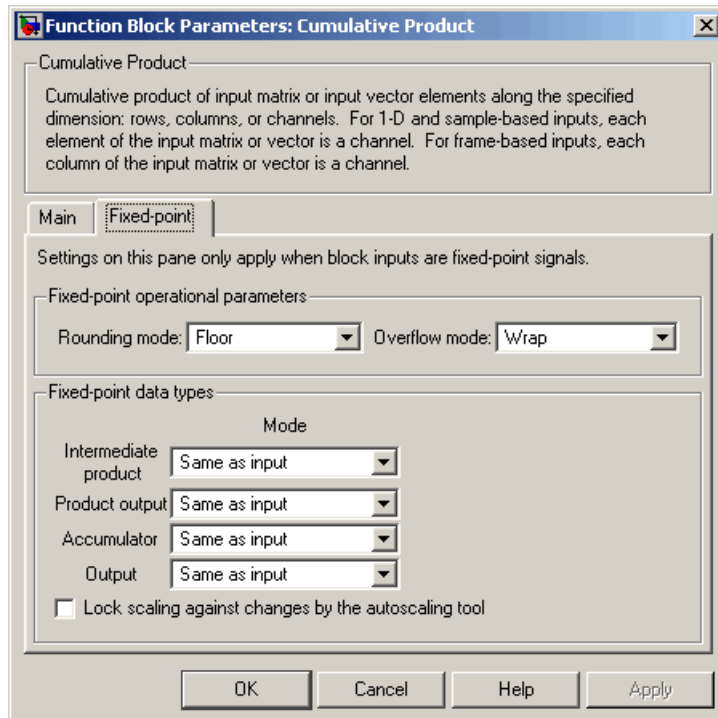 Function Block Parameters: Cumulative Product
Cumulative Product
Cumulative product of input matrix or input vector elements along the specified
dimension: rows, columns, or channels.  For 1-D and sample-based inputs, each
element of the input matrix or vector is a channel.  For frame-based inputs, each
column of the input matrix or vector is a channel.
Main Fixed-point
Settings on this pane only apply when block inputs are fixed-point signals.
Fixed-point operational parameters
Rounding mode: Floor Overflow mode: Wrap
Fixed-point data types
Mode
Intermediate
product Same as input
Product output Same as input
Accumulator Same as input
Output Same as input
Lock scaling against changes by the autoscaling tool
OK Cancel Help Apply